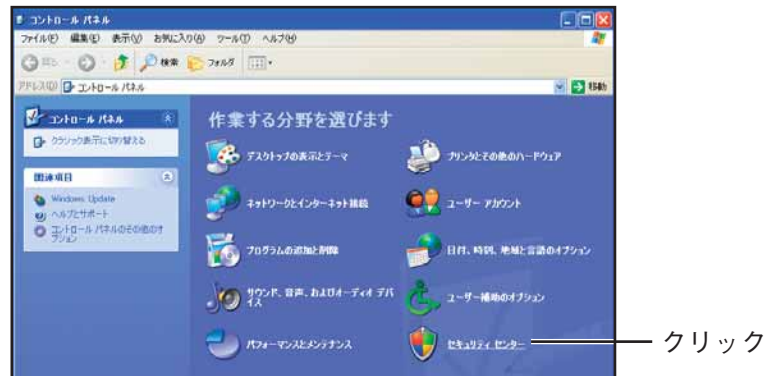 コントロール パネル
ファイル(F) 編集(E) 表示(V) お気に入り(A) ツール(T) ヘルプ(H)
戻る 検索 フォルダ
アドレス(D) コントロール パネル 移動
コントロール パネル
クラシック表示に切り替える
関連項目
Windows Update
ヘルプとサポート
コントロール パネルのその他のオプション
作業する分野を選びます
デスクトップの表示とテーマ
プリンタとその他のハードウェア
ネットワークとインターネット接続
ユーザー アカウント
プログラムの追加と削除
日付、時刻、地域と言語のオプション
サウンド、音声、およびオーディオ デバイス
ユーザー補助のオプション
パフォーマンスとメンテナンス
セキュリティ センター
クリック